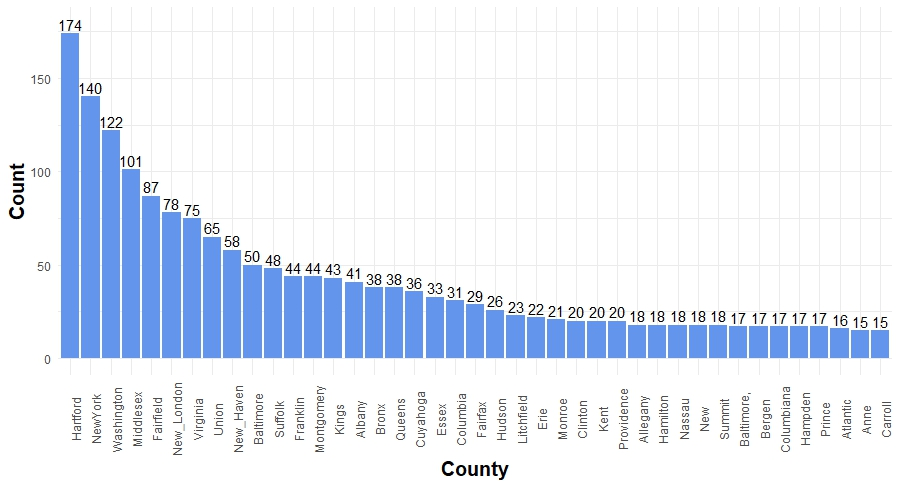 174
140
122
101
87
78
75
65
58
50
48
44
44
43
41
38
38
36
33
31
29
26
23
22
21
20
20
20
18
18
18
18
18
17
17
17
17
17
16
15
15
150
100
50
0
Count
Hartford
NewYork
Washington
Middlesex
Fairfield
New_London
Virginia
Union
New_Haven
Baltimore
Suffolk
Franklin
Montgomery
Kings
Albany
Bronx
Queens
Cuyahoga
Essex
Columbia
Fairfax
Hudson
Litchfield
Erie
Monroe
Clinton
Kent
Providence
Allegany
Hamilton
Nassau
New
Summit
Baltimore,
Bergen
Columbiana
Hampden
Prince
Atlantic
Anne
Carroll
County